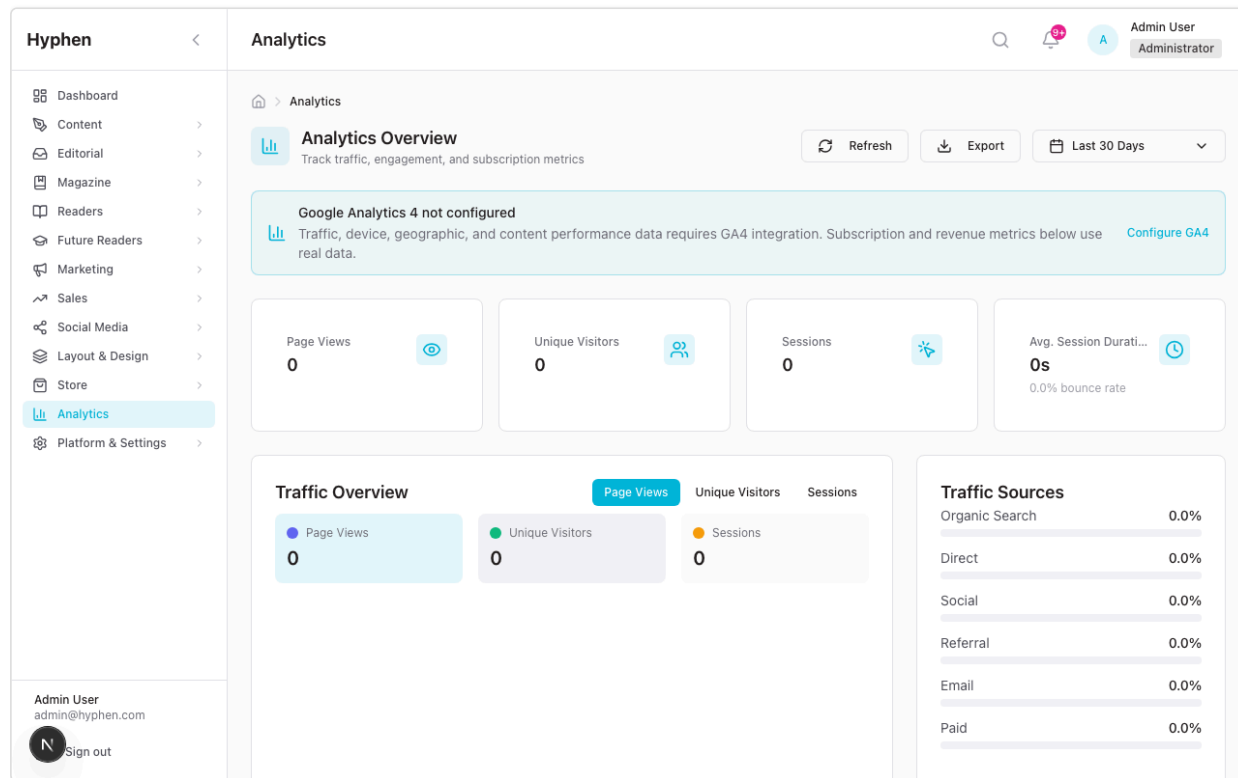 Hyphen
Analytics
9+
A
Admin User
Administrator
Dashboard
Content
Editorial
Magazine
Readers
Future Readers
Marketing
Sales
Social Media
Layout & Design
Store
Analytics
Platform & Settings
Admin User
admin@hyphen.com
N
Sign out
Analytics
Analytics Overview
Track traffic, engagement, and subscription metrics
Refresh
Export
Last 30 Days
Google Analytics 4 not configured
Traffic, device, geographic, and content performance data requires GA4 integration. Subscription and revenue metrics below use
real data.
Configure GA4
Page Views
0
Unique Visitors
0
Sessions
0
Avg. Session Durati...
0s
0.0% bounce rate
Traffic Overview
Page Views
Unique Visitors
Sessions
Page Views
0
Unique Visitors
0
Sessions
0
Traffic Sources
Organic Search 0.0%
Direct 0.0%
Social 0.0%
Referral 0.0%
Email 0.0%
Paid 0.0%